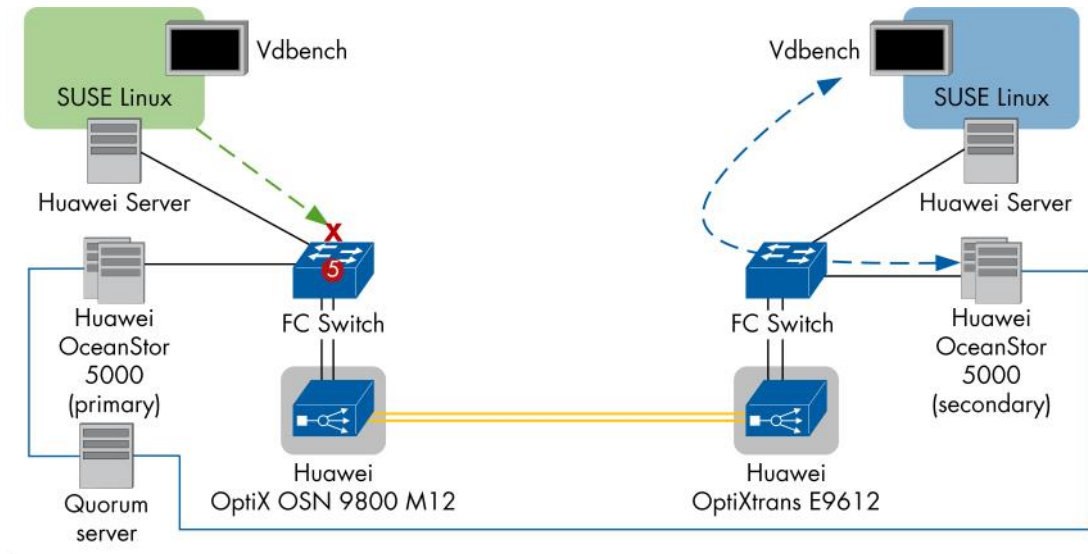 Vdbench
SUSE Linux
Huawei Server
X
5
FC Switch
Huawei
OceanStor
5000
(primary)
Quorum
server
Huawei
OptiX OSN 9800 M12
Vdbench
SUSE Linux
Huawei Server
FC Switch
Huawei
OceanStor
5000
(secondary)
Huawei
OptiXtrans E9612